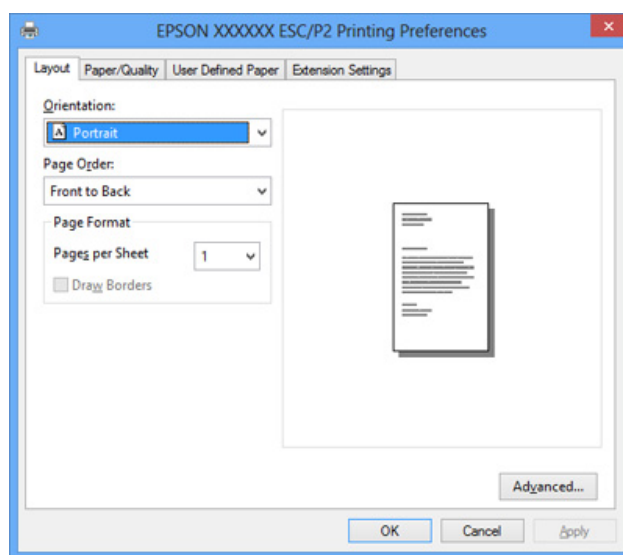 EPSON XXXXXX ESC/P2 Printing Preferences
Layout Paper/Quality User Defined Paper Extension Settings
Orientation:
Portrait
Page Order:
Front to Back
Page Format
Pages per Sheet 1
Draw Borders
Advanced...
OK Cancel Apply